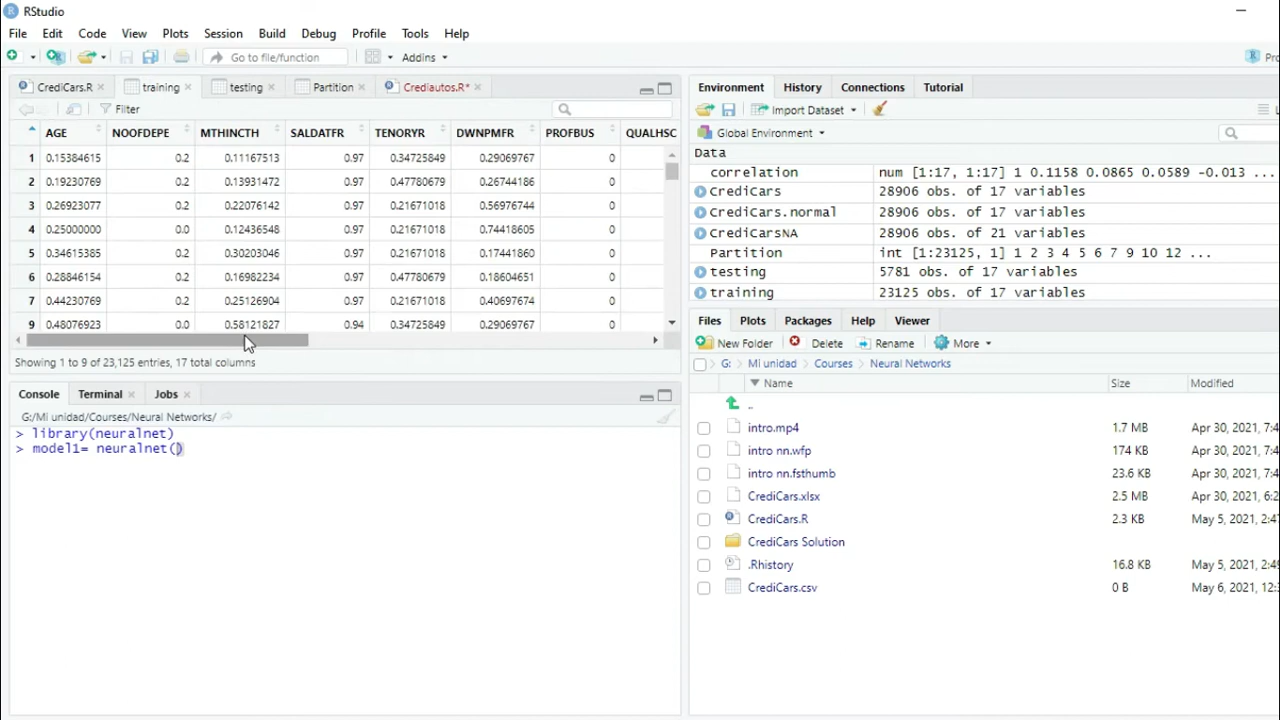 RStudio
File Edit Code View Plots Session Build Debug Profile Tools Help
Go to file/function Addins
CrediCars.R training testing Partition Crediautos.R*
Filter
AGE NOOFDEPE MTHINCTH SALDATFR TENORYR DWNPMFR PROFBUS QUALHSC
1 0.15384615 0.2 0.11167513 0.97 0.34725849 0.29069767 0
2 0.19230769 0.2 0.13931472 0.97 0.47780679 0.26744186 0
3 0.26923077 0.2 0.22076142 0.97 0.21671018 0.56976744 0
4 0.25000000 0.0 0.12436548 0.97 0.21671018 0.74418605 0
5 0.34615385 0.2 0.30203046 0.97 0.21671018 0.17441860 0
6 0.28846154 0.2 0.16982234 0.97 0.47780679 0.18604651 0
7 0.44230769 0.2 0.25126904 0.97 0.21671018 0.40697674 0
9 0.48076923 0.0 0.58121827 0.94 0.34725849 0.29069767 0
Showing 1 to 9 of 23,125 entries, 17 total columns
Console Terminal Jobs
G:/Mi unidad/Courses/Neural Networks/
> library(neuralnet)
> model1= neuralnet()
Environment History Connections Tutorial
Import Dataset
Global Environment
Data
correlation num [1:17, 1:17] 1 0.1158 0.0865 0.0589 -0.013 ...
CrediCars 28906 obs. of 17 variables
CrediCars.normal 28906 obs. of 17 variables
CrediCarsNA 28906 obs. of 21 variables
Partition int [1:23125, 1] 1 2 3 4 5 6 7 9 10 12 ...
testing 5781 obs. of 17 variables
training 23125 obs. of 17 variables
Files Plots Packages Help Viewer
New Folder Delete Rename More
G: Mi unidad Courses Neural Networks
Name Size Modified
..
intro.mp4 1.7 MB Apr 30, 2021, 7:4
intro nn.wfp 174 KB Apr 30, 2021, 7:4
intro nn.fsthumb 23.6 KB Apr 30, 2021, 7:4
CrediCars.xlsx 2.5 MB Apr 30, 2021, 6:2
CrediCars.R 2.3 KB May 5, 2021, 2:47
CrediCars Solution
.Rhistory 16.8 KB May 5, 2021, 2:49
CrediCars.csv 0 B May 6, 2021, 12: